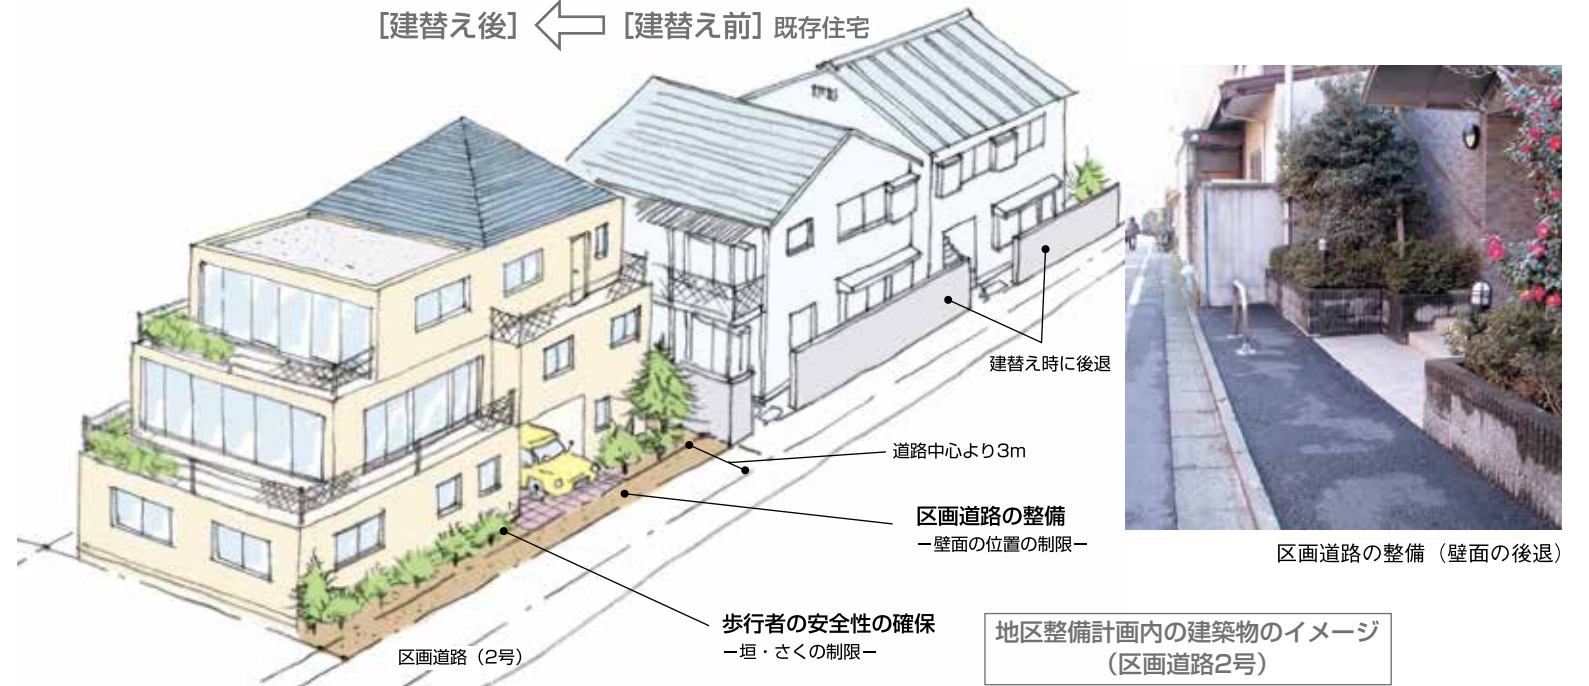 ［建替え後］ ［建替え前］既存住宅
建替え時に後退
道路中心より3m
区画道路の整備
－壁面の位置の制限－
歩行者の安全性の確保
－垣・さくの制限－
区画道路（2号）
区画道路の整備（壁面の後退）
地区整備計画内の建築物のイメージ
（区画道路2号）